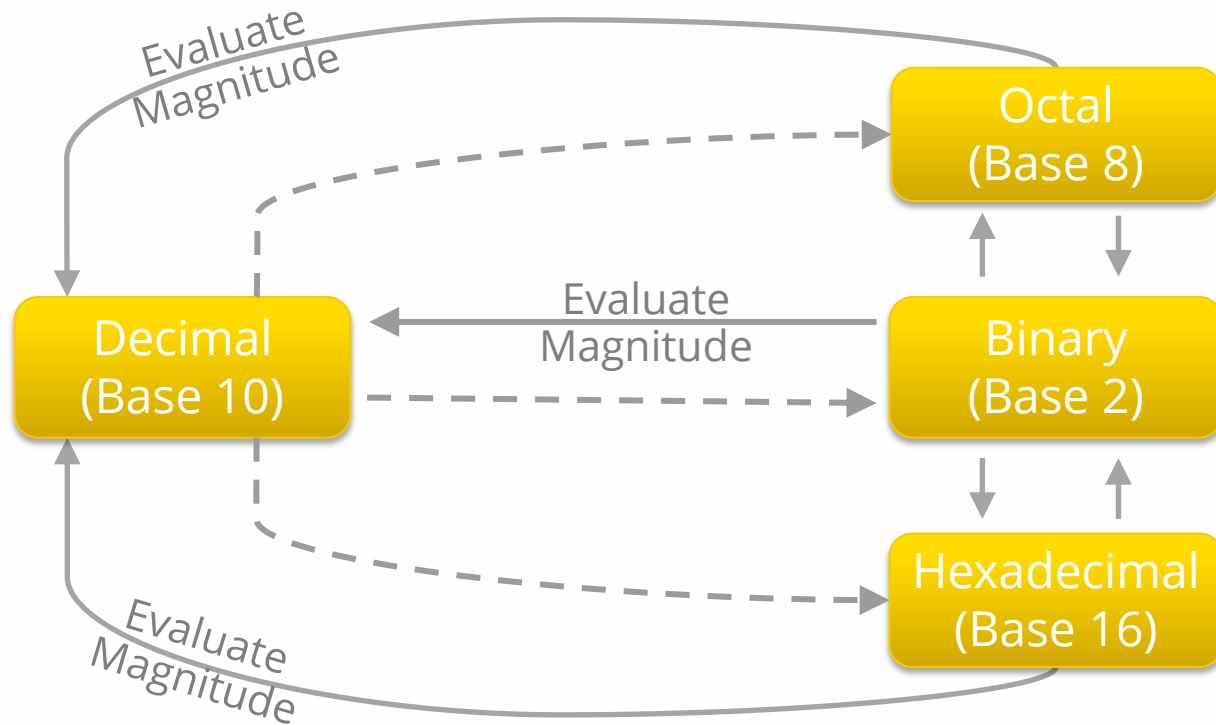 Evaluate
Magnitude
Octal
(Base 8)
Evaluate
Magnitude
Decimal
(Base 10)
Binary
(Base 2)
Hexadecimal
(Base 16)
Evaluate
Magnitude